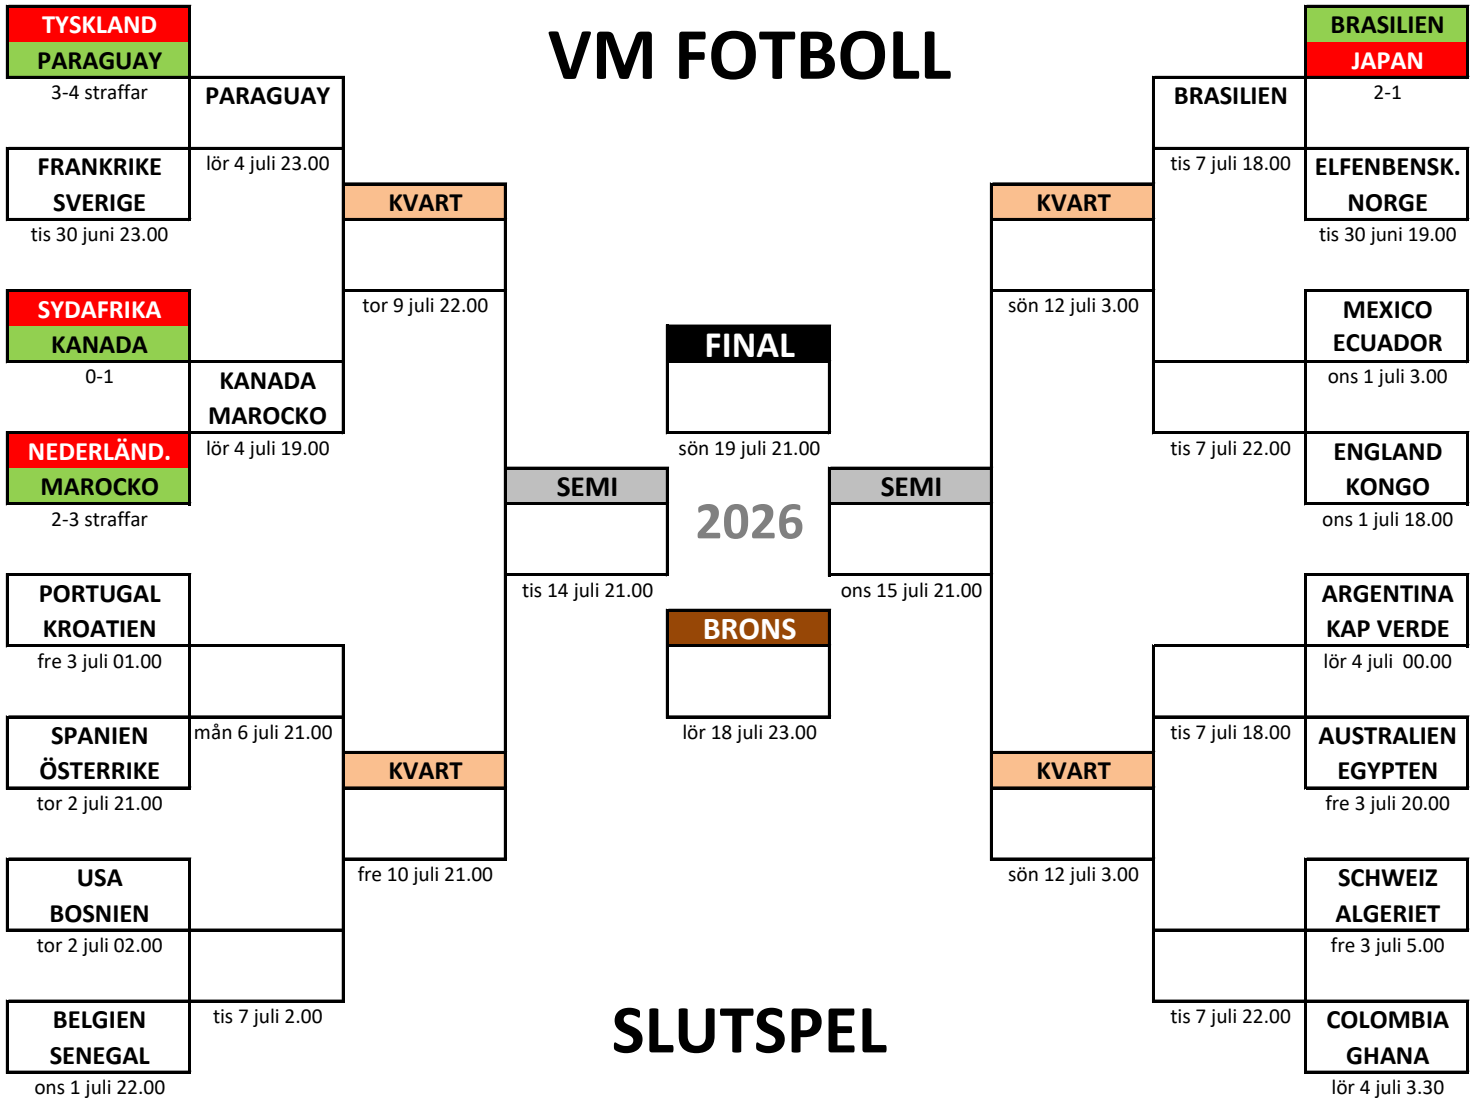 VM FOTBOLL
TYSKLAND
PARAGUAY
3-4 straffar
PARAGUAY
lör 4 juli 23.00
FRANKRIKE
SVERIGE
tis 30 juni 23.00
KVART
tor 9 juli 22.00
SYDAFRIKA
KANADA
0-1
KANADA
MAROCKO
lör 4 juli 19.00
NEDERLÄND.
MAROCKO
2-3 straffar
SEMI
tis 14 juli 21.00
PORTUGAL
KROATIEN
fre 3 juli 01.00
mån 6 juli 21.00
SPANIEN
ÖSTERRIKE
tor 2 juli 21.00
KVART
fre 10 juli 21.00
USA
BOSNIEN
tor 2 juli 02.00
tis 7 juli 2.00
BELGIEN
SENEGAL
ons 1 juli 22.00
FINAL
sön 19 juli 21.00
2026
BRONS
lör 18 juli 23.00
SLUTSPEL
BRASILIEN
JAPAN
2-1
BRASILIEN
tis 7 juli 18.00
ELFENBENSK.
NORGE
tis 30 juni 19.00
KVART
sön 12 juli 3.00
MEXICO
ECUADOR
ons 1 juli 3.00
tis 7 juli 22.00
ENGLAND
KONGO
ons 1 juli 18.00
SEMI
ons 15 juli 21.00
ARGENTINA
KAP VERDE
lör 4 juli  00.00
tis 7 juli 18.00
AUSTRALIEN
EGYPTEN
fre 3 juli 20.00
KVART
sön 12 juli 3.00
SCHWEIZ
ALGERIET
fre 3 juli 5.00
tis 7 juli 22.00
COLOMBIA
GHANA
lör 4 juli 3.30